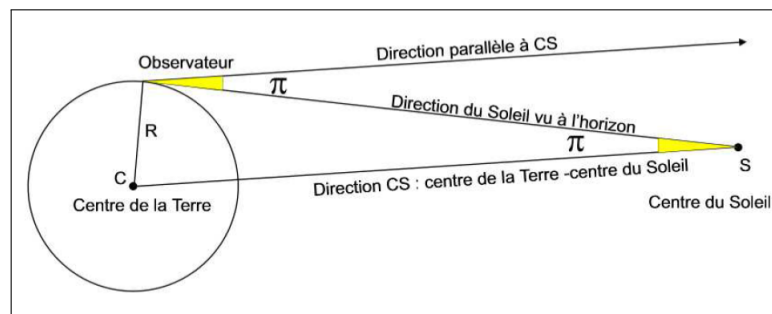 Direction parallèle à CS
Observateur
π
Direction du Soleil vu à l'horizon
R
π
C
S
Direction CS : centre de la Terre -centre du Soleil
Centre de la Terre
Centre du Soleil